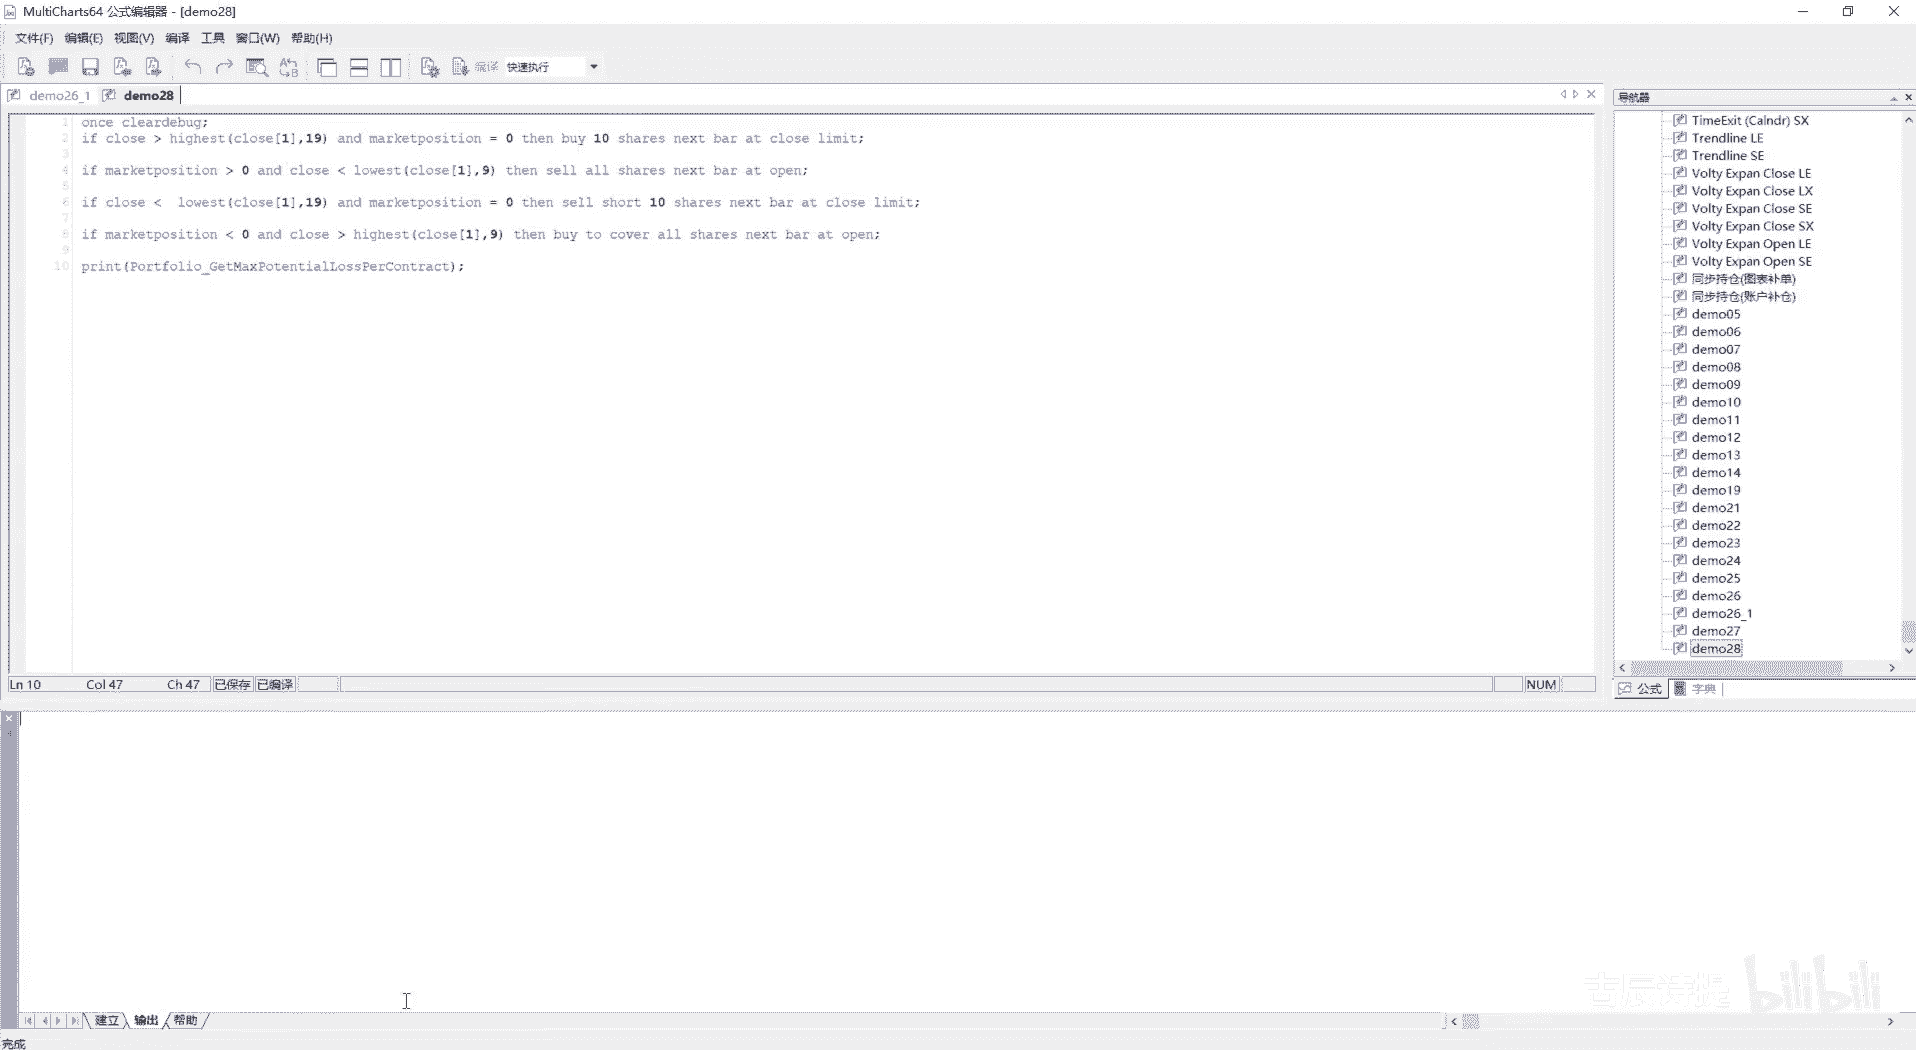 MultiCharts64 公式编辑器 - [demo28]
文件(F) 编辑(E) 视图(V) 编译 工具 窗口(W) 帮助(H)
编译 快速执行
demo26_1 demo28
1 once cleardebug;
2 if close > highest(close[1],19) and marketposition = 0 then buy 10 shares next bar at close limit;
3
4 if marketposition > 0 and close < lowest(close[1],9) then sell all shares next bar at open;
5
6 if close <  lowest(close[1],19) and marketposition = 0 then sell short 10 shares next bar at close limit;
7
8 if marketposition < 0 and close > highest(close[1],9) then buy to cover all shares next bar at open;
9
10 print(Portfolio_GetMaxPotentialLossPerContract);
Ln 10 Col 47 Ch 47 已保存 已编译 NUM
导航器
TimeExit (Calndr) SX
Trendline LE
Trendline SE
Volty Expan Close LE
Volty Expan Close LX
Volty Expan Close SE
Volty Expan Close SX
Volty Expan Open LE
Volty Expan Open SE
同步持仓(图表补单)
同步持仓(账户补仓)
demo05
demo06
demo07
demo08
demo09
demo10
demo11
demo12
demo13
demo14
demo19
demo21
demo22
demo23
demo24
demo25
demo26
demo26_1
demo27
demo28
公式 字典
建立 输出 帮助
完成
bilibili